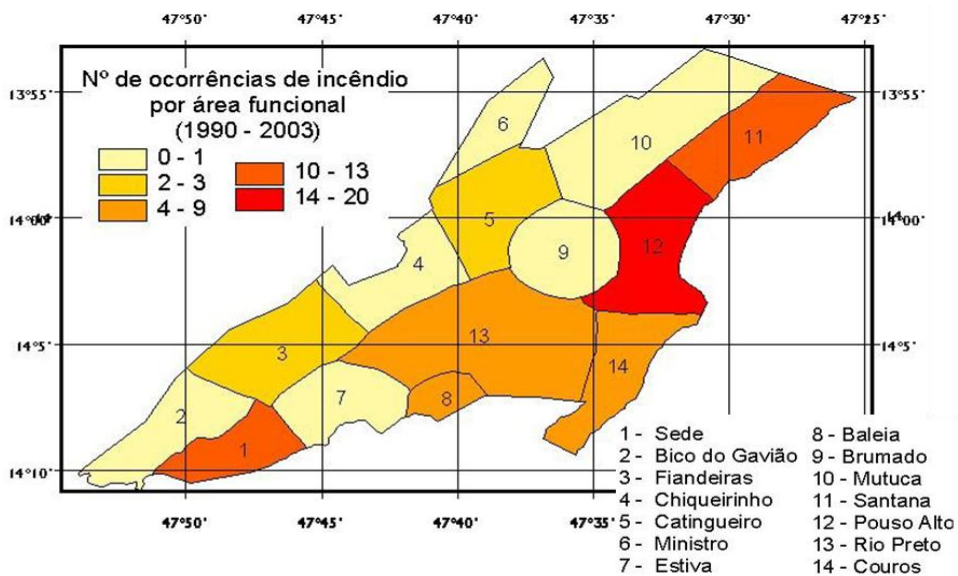 47°50' 47°45' 47°40' 47°35' 47°30' 47°25'
Nº de ocorrências de incêndio
por área funcional
(1990 - 2003)
0 - 1
2 - 3
4 - 9
10 - 13
14 - 20
13°55' 13°55'
14°00' 14°00'
14°5' 14°5'
14°10'
6
10
11
5
9
12
4
13
3
14
7
8
2
1
47°50' 47°45' 47°40' 47°35'
1 - Sede
2 - Bico do Gavião
3 - Fiandeiras
4 - Chiqueirinho
5 - Catingueiro
6 - Ministro
7 - Estiva
8 - Baleia
9 - Brumado
10 - Mutuca
11 - Santana
12 - Pouso Alto
13 - Rio Preto
14 - Couros